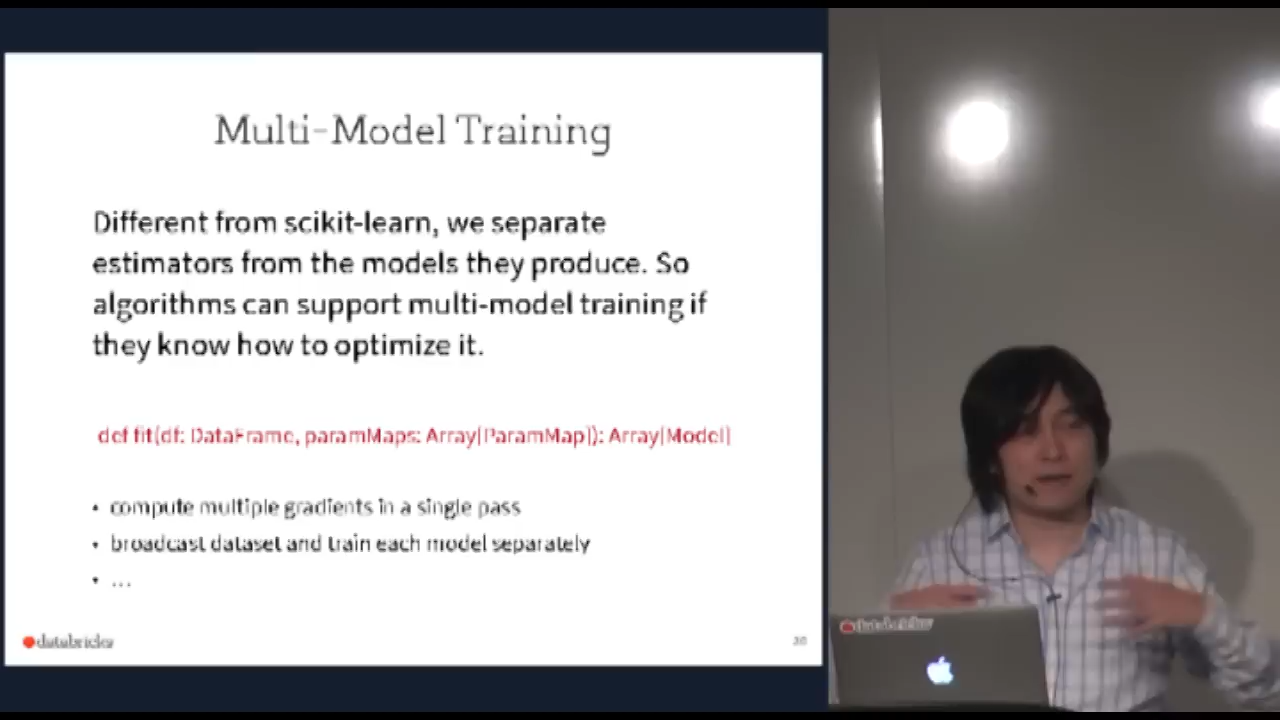 Multi-Model Training
Different from scikit-learn, we separate
estimators from the models they produce. So
algorithms can support multi-model training if
they know how to optimize it.
def fit(df: DataFrame, paramMaps: Array[ParamMap]): Array[Model]
• compute multiple gradients in a single pass
• broadcast dataset and train each model separately
• ...
databricks
30
databricks